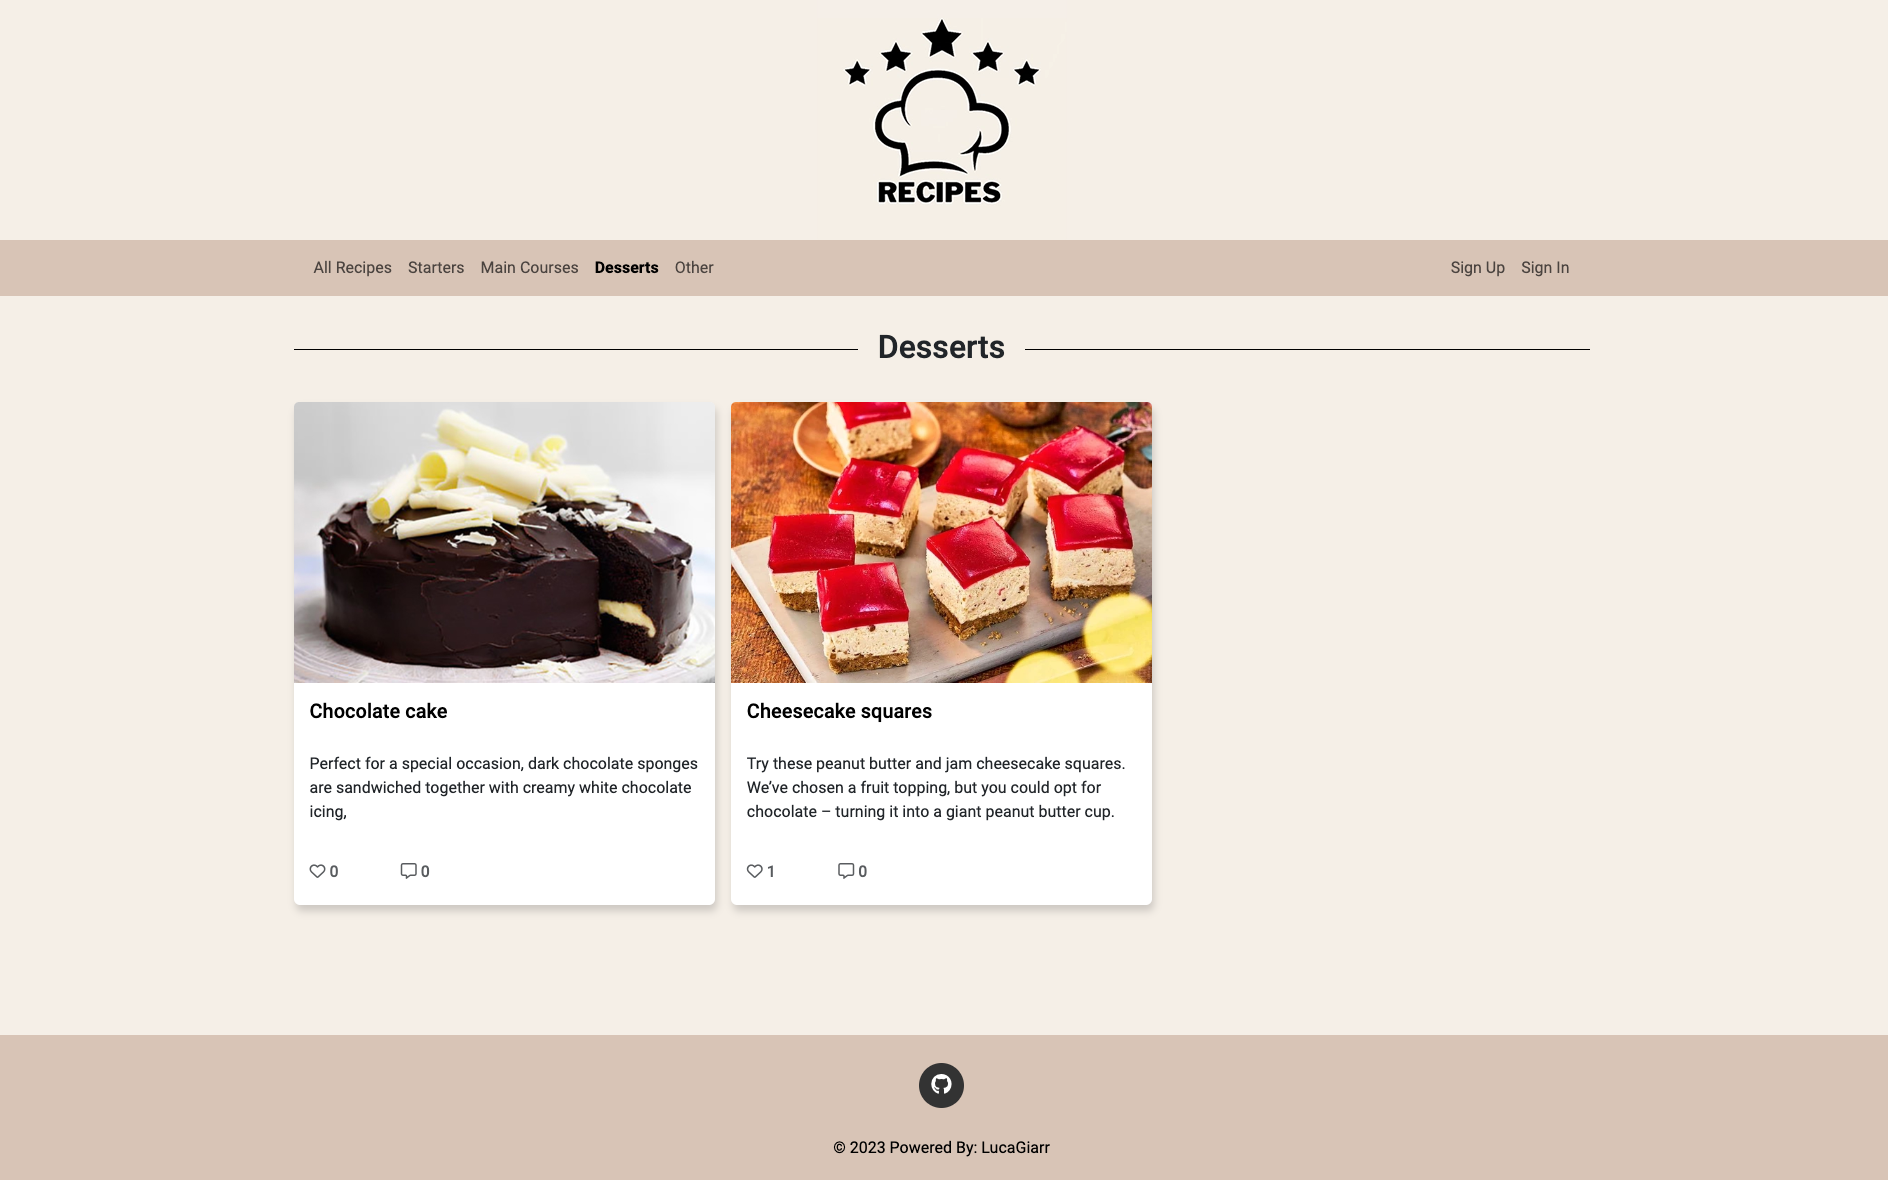 RECIPES
All Recipes Starters Main Courses Desserts Other Sign Up Sign In
Desserts
Chocolate cake
Perfect for a special occasion, dark chocolate sponges
are sandwiched together with creamy white chocolate
icing,
0 0
Cheesecake squares
Try these peanut butter and jam cheesecake squares.
We’ve chosen a fruit topping, but you could opt for
chocolate – turning it into a giant peanut butter cup.
1 0
© 2023 Powered By: LucaGiarr